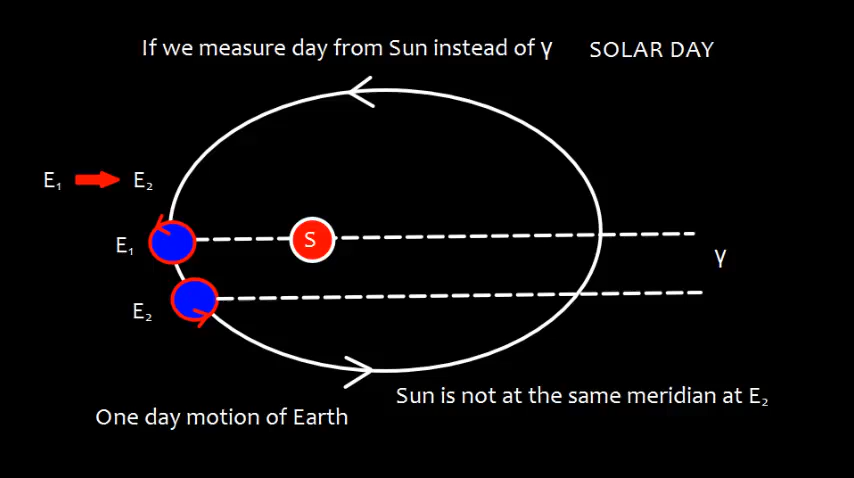 If we measure day from Sun instead of γ SOLAR DAY
E₁ E₂
S
E₁
γ
E₂
Sun is not at the same meridian at E₂
One day motion of Earth